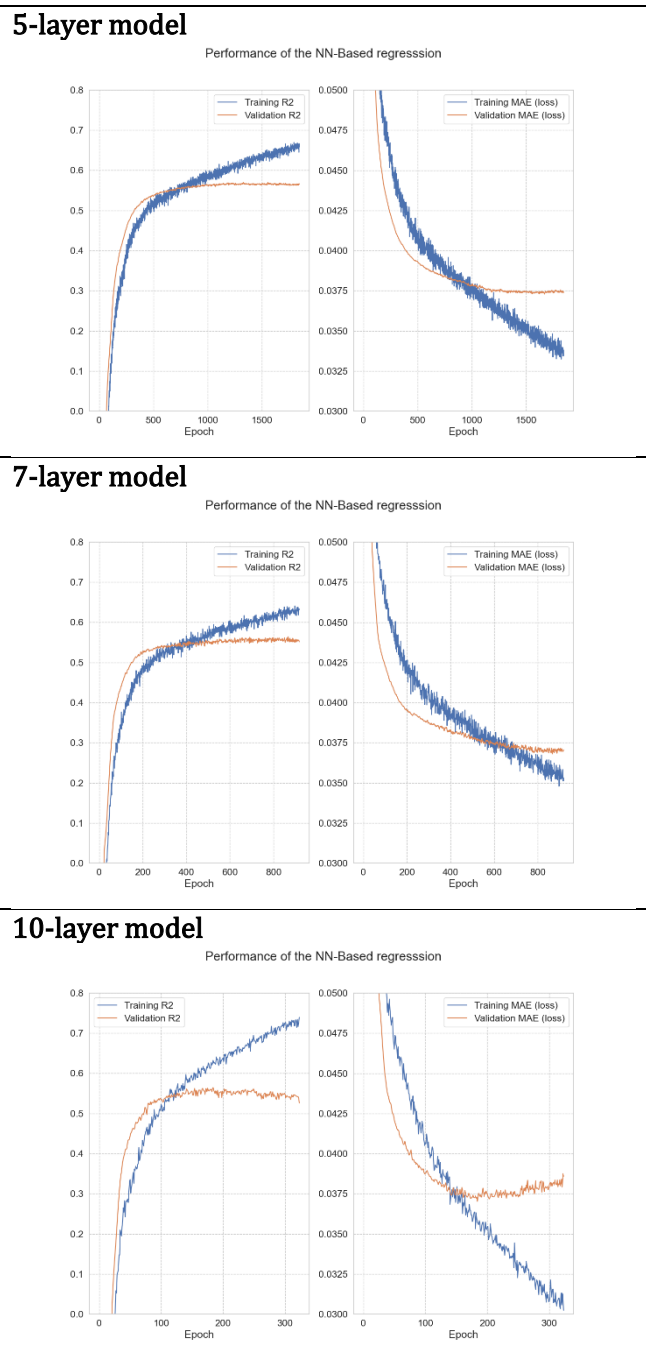 5-layer model
Performance of the NN-Based regresssion
0.8
0.7
0.6
0.5
0.4
0.3
0.2
0.1
0.0
Training R2
Validation R2
0 500 1000 1500
Epoch
0.0500
0.0475
0.0450
0.0425
0.0400
0.0375
0.0350
0.0325
0.0300
Training MAE (loss)
Validation MAE (loss)
0 500 1000 1500
Epoch
7-layer model
Performance of the NN-Based regresssion
0.8
0.7
0.6
0.5
0.4
0.3
0.2
0.1
0.0
Training R2
Validation R2
0 200 400 600 800
Epoch
0.0500
0.0475
0.0450
0.0425
0.0400
0.0375
0.0350
0.0325
0.0300
Training MAE (loss)
Validation MAE (loss)
0 200 400 600 800
Epoch
10-layer model
Performance of the NN-Based regresssion
0.8
0.7
0.6
0.5
0.4
0.3
0.2
0.1
0.0
Training R2
Validation R2
0 100 200 300
Epoch
0.0500
0.0475
0.0450
0.0425
0.0400
0.0375
0.0350
0.0325
0.0300
Training MAE (loss)
Validation MAE (loss)
0 100 200 300
Epoch